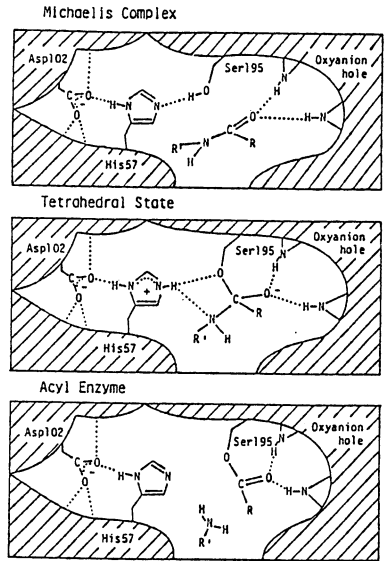 Michaelis Complex
Asp102
Ser195
Oxyanion
hole
N
H
C
O
O
H-N
N
HO
H-N
O
C
R
N
H
R
His57
Tetrahedral State
Asp102
Ser195
Oxyanion
hole
N
H
O
C
O
O
H-N
+
N-H
C
O
H-N
R
N
H
R'
His57
Acyl Enzyme
Asp102
Ser195
Oxyanion
hole
N
H
C
O
O
H-N
N
O
C
O
H-N
R
H
N-H
R'
His57